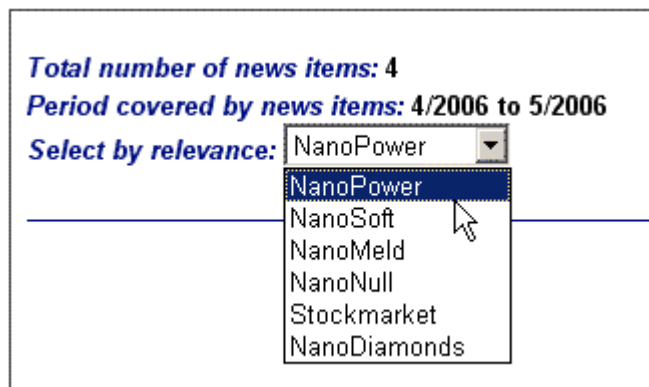 Total number of news items: 4
Period covered by news items: 4/2006 to 5/2006
Select by relevance: NanoPower
NanoPower
NanoSoft
NanoMeld
NanoNull
Stockmarket
NanoDiamonds